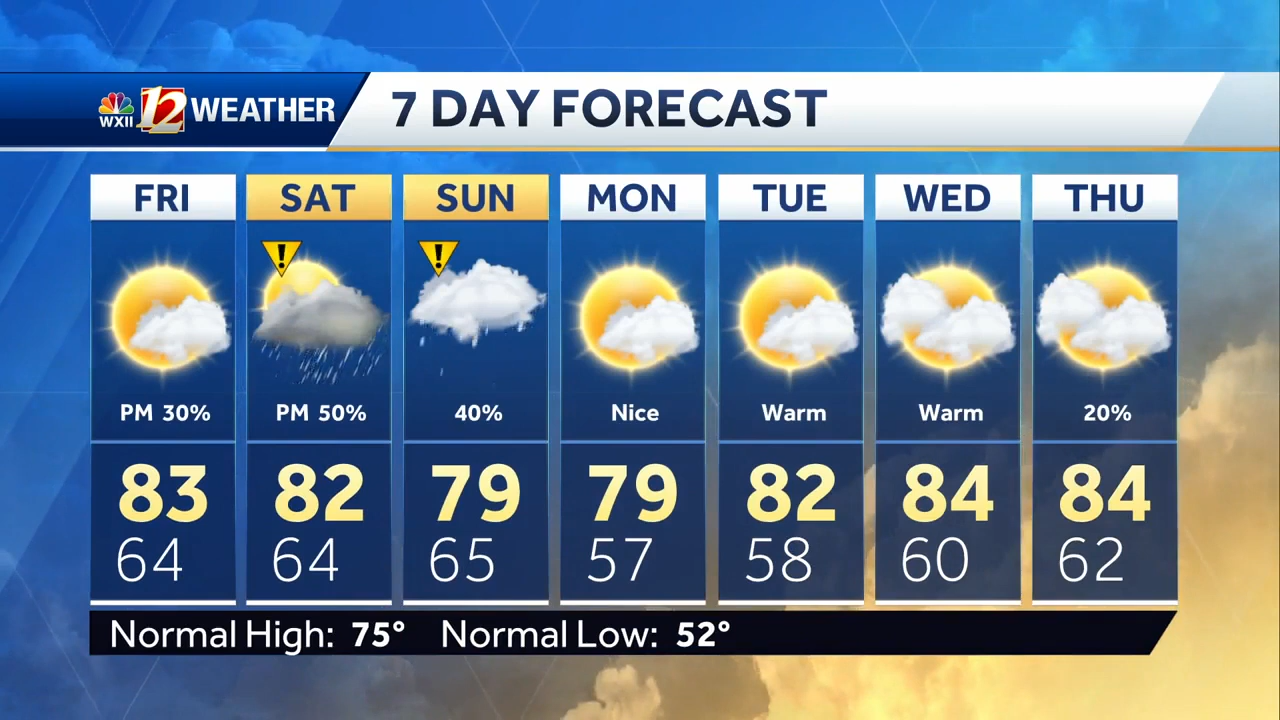 WXII 12 WEATHER
7 DAY FORECAST
FRI SAT SUN MON TUE WED THU
! !
PM 30% PM 50% 40% Nice Warm Warm 20%
83 82 79 79 82 84 84
64 64 65 57 58 60 62
Normal High: 75° Normal Low: 52°